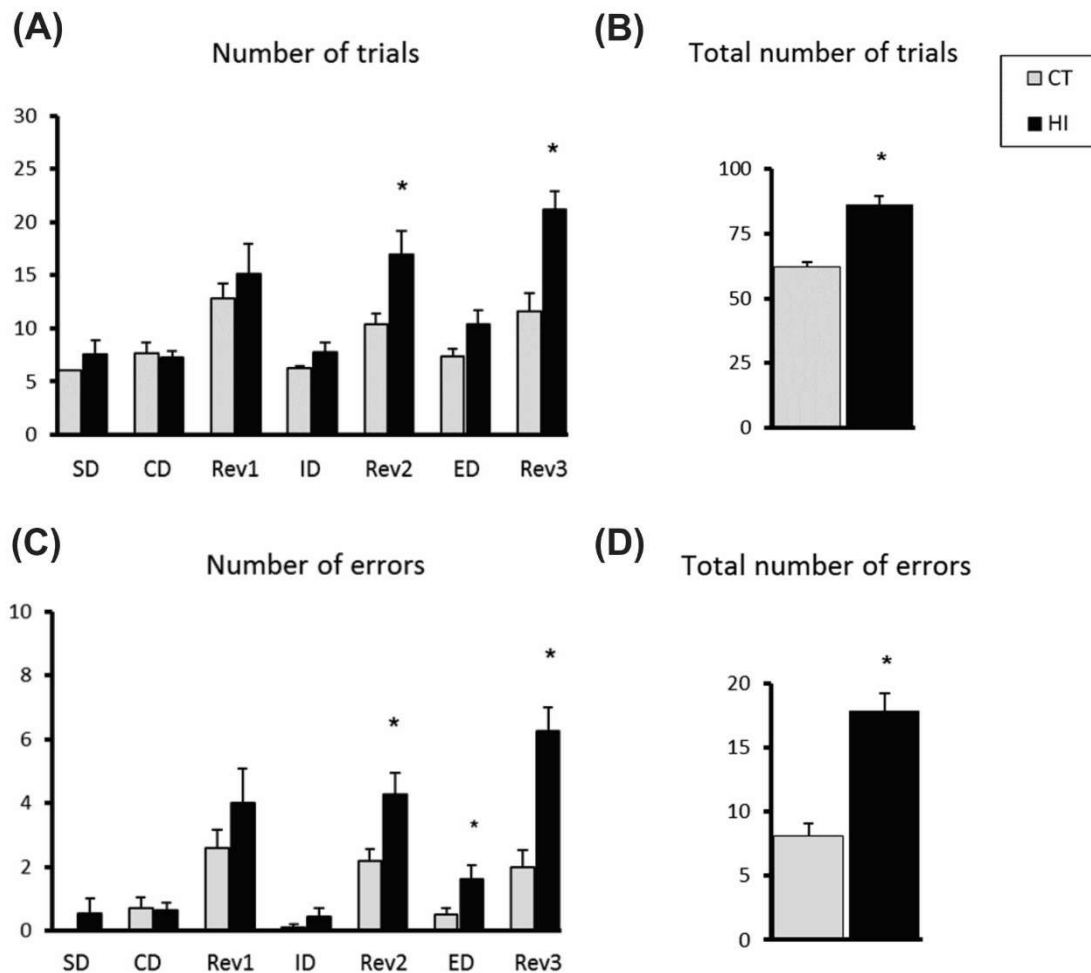 (A)
Number of trials
30
25
20
15
10
5
0
*
*
SD CD Rev1 ID Rev2 ED Rev3
(B)
Total number of trials
CT
HI
100
75
50
25
0
*
(C)
Number of errors
10
8
6
4
2
0
*
*
*
SD CD Rev1 ID Rev2 ED Rev3
(D)
Total number of errors
20
15
10
5
0
*